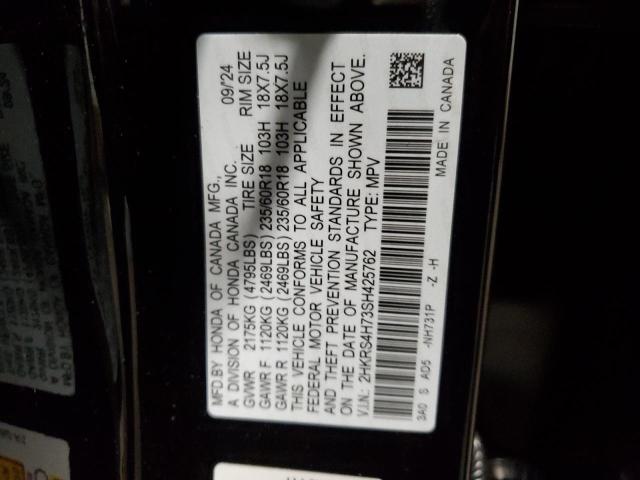 MFD.BY HONDA OF CANADA MFG.,
A DIVISION OF HONDA CANADA INC. 09/24
GVWR 2175KG (4795LBS) TIRE SIZE RIM SIZE
GAWR F 1120KG (2469LBS) 235/60R18 103H 18X7.5J
GAWR R 1120KG (2469LBS) 235/60R18 103H 18X7.5J
THIS VEHICLE CONFORMS TO ALL APPLICABLE
FEDERAL MOTOR VEHICLE SAFETY
AND THEFT PREVENTION STANDARDS IN EFFECT
ON THE DATE OF MANUFACTURE SHOWN ABOVE.
V.I.N.: 2HKRS4H73SH425762 TYPE: MPV
3A0 S AD5 -NH731P -Z -H MADE IN CANADA